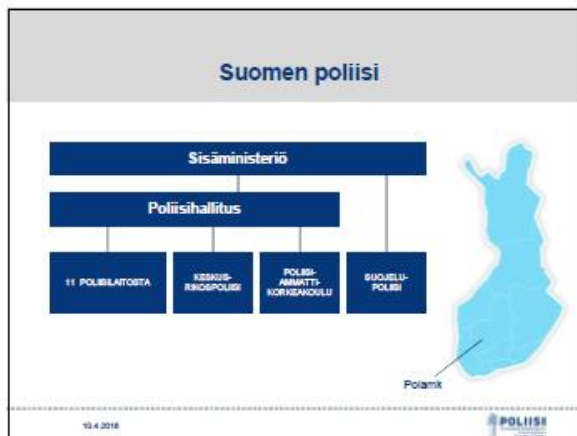 Suomen poliisi
Sisäministeriö
Poliisihallitus
11 POLIISILAITOSTA
KESKUS-
RIKOSPOLIISI
POLIISI-
AMMATTI-
KORKEAKOULU
SUOJELU-
POLIISI
Polamk
10.4.2018
POLIISI